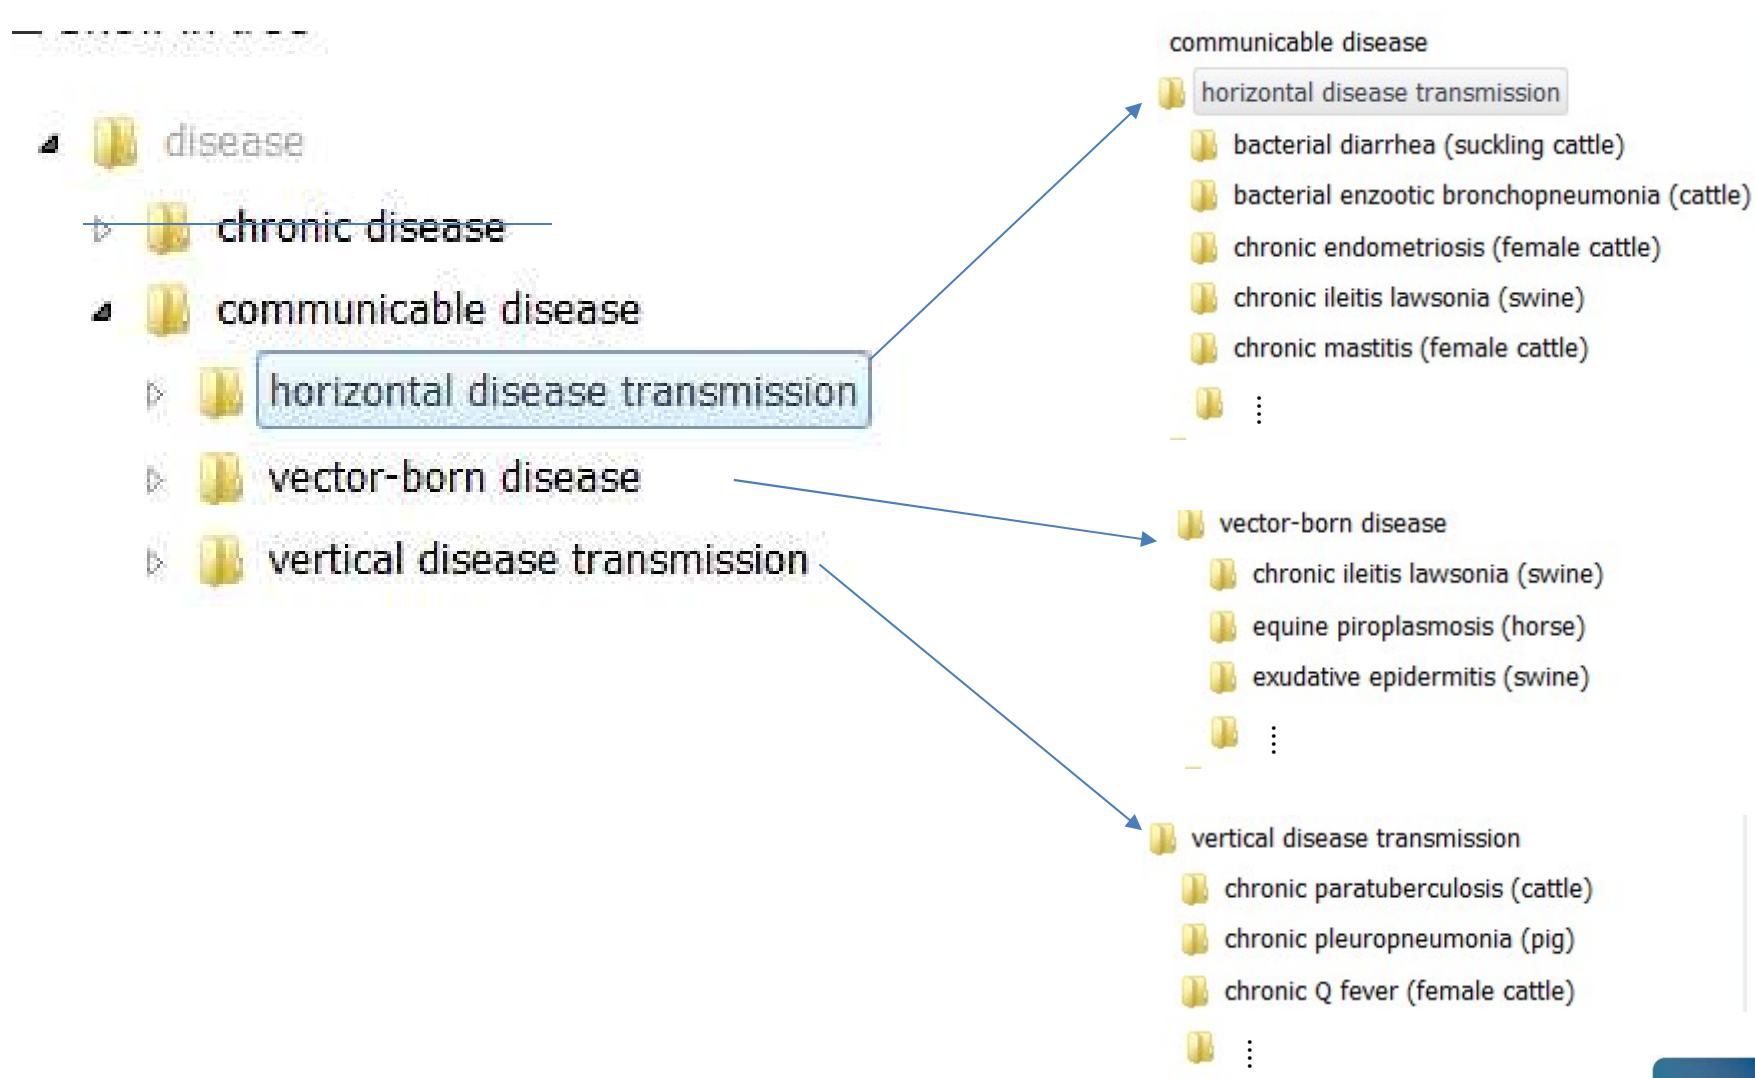 disease
chronic disease
communicable disease
horizontal disease transmission
vector-born disease
vertical disease transmission
communicable disease
horizontal disease transmission
bacterial diarrhea (suckling cattle)
bacterial enzootic bronchopneumonia (cattle)
chronic endometriosis (female cattle)
chronic ileitis lawsonia (swine)
chronic mastitis (female cattle)
vector-born disease
chronic ileitis lawsonia (swine)
equine piroplasmosis (horse)
exudative epidermitis (swine)
vertical disease transmission
chronic paratuberculosis (cattle)
chronic pleuropneumonia (pig)
chronic Q fever (female cattle)